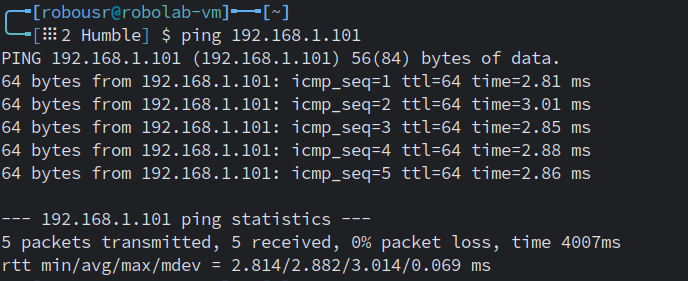 [robousr@robolab-vm]─[~]
[⁝⁝⁝2 Humble] $ ping 192.168.1.101
PING 192.168.1.101 (192.168.1.101) 56(84) bytes of data.
64 bytes from 192.168.1.101: icmp_seq=1 ttl=64 time=2.81 ms
64 bytes from 192.168.1.101: icmp_seq=2 ttl=64 time=3.01 ms
64 bytes from 192.168.1.101: icmp_seq=3 ttl=64 time=2.85 ms
64 bytes from 192.168.1.101: icmp_seq=4 ttl=64 time=2.88 ms
64 bytes from 192.168.1.101: icmp_seq=5 ttl=64 time=2.86 ms
--- 192.168.1.101 ping statistics ---
5 packets transmitted, 5 received, 0% packet loss, time 4007ms
rtt min/avg/max/mdev = 2.814/2.882/3.014/0.069 ms